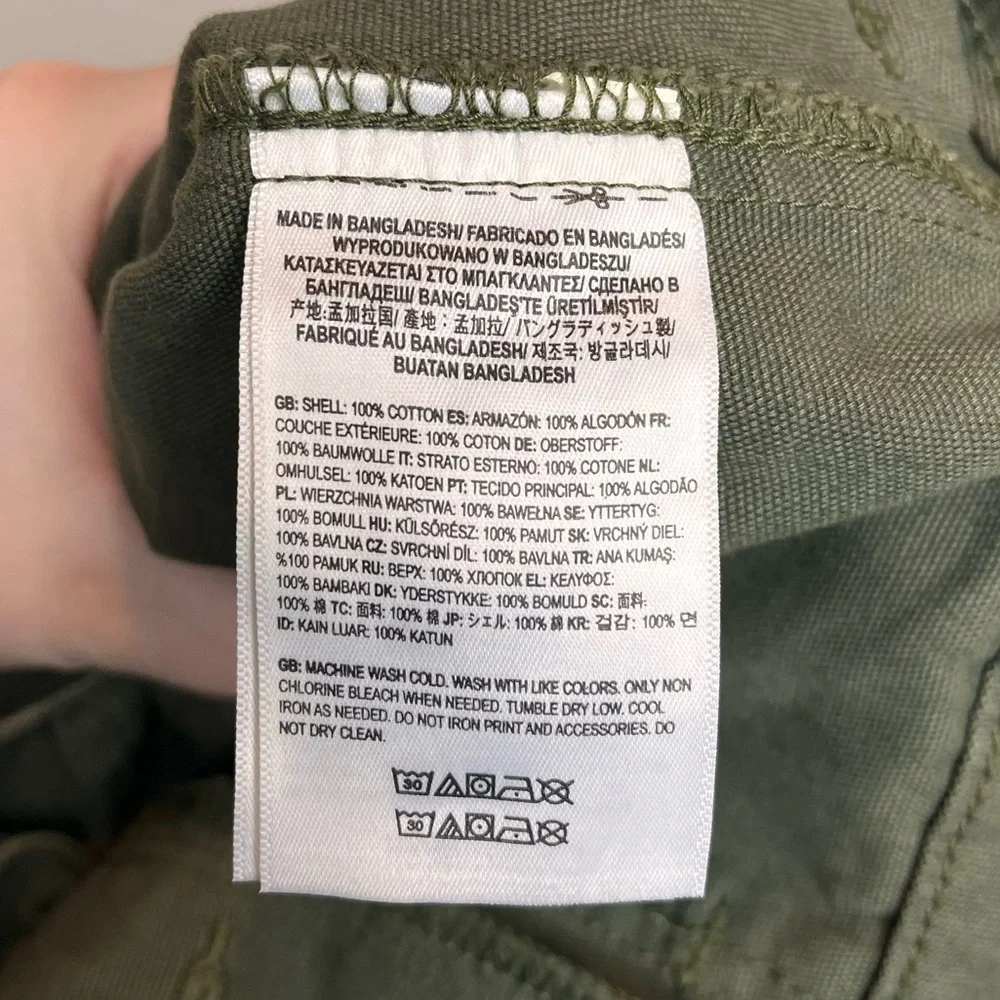 MADE IN BANGLADESH/ FABRICADO EN BANGLADÉS/
WYPRODUKOWANO W BANGLADESZU/
ΚΑΤΑΣΚΕΥΑΖΕΤΑΙ ΣΤΟ ΜΠΑΓΚΛΑΝΤΕΣ/ СДЕЛАНО В
БАНГЛАДЕШ/ BANGLADEŞ'TE ÜRETİLMİŞTİR/
产地:孟加拉国/ 產地:孟加拉/ バングラディッシュ製/
FABRIQUÉ AU BANGLADESH/ 제조국: 방글라데시/
BUATAN BANGLADESH
GB: SHELL: 100% COTTON ES: ARMAZÓN: 100% ALGODÓN FR:
COUCHE EXTÉRIEURE: 100% COTON DE: OBERSTOFF:
100% BAUMWOLLE IT: STRATO ESTERNO: 100% COTONE NL:
OMHULSEL: 100% KATOEN PT: TECIDO PRINCIPAL: 100% ALGODÃO
PL: WIERZCHNIA WARSTWA: 100% BAWEŁNA SE: YTTERTYG:
100% BOMULL HU: KÜLSŐRÉSZ: 100% PAMUT SK: VRCHNÝ DIEL:
100% BAVLNA CZ: SVRCHNÍ DÍL: 100% BAVLNA TR: ANA KUMAŞ:
%100 PAMUK RU: ВЕРХ: 100% ХЛОПОК EL: ΚΕΛΥΦΟΣ:
100% ΒΑΜΒΑΚΙ DK: YDERSTYKKE: 100% BOMULD SC: 面料:
100% 棉 TC: 面料: 100% 棉 JP: シェル: 100% 綿 KR: 겉감: 100% 면
ID: KAIN LUAR: 100% KATUN
GB: MACHINE WASH COLD. WASH WITH LIKE COLORS. ONLY NON
CHLORINE BLEACH WHEN NEEDED. TUMBLE DRY LOW. COOL
IRON AS NEEDED. DO NOT IRON PRINT AND ACCESSORIES. DO
NOT DRY CLEAN.
30
30